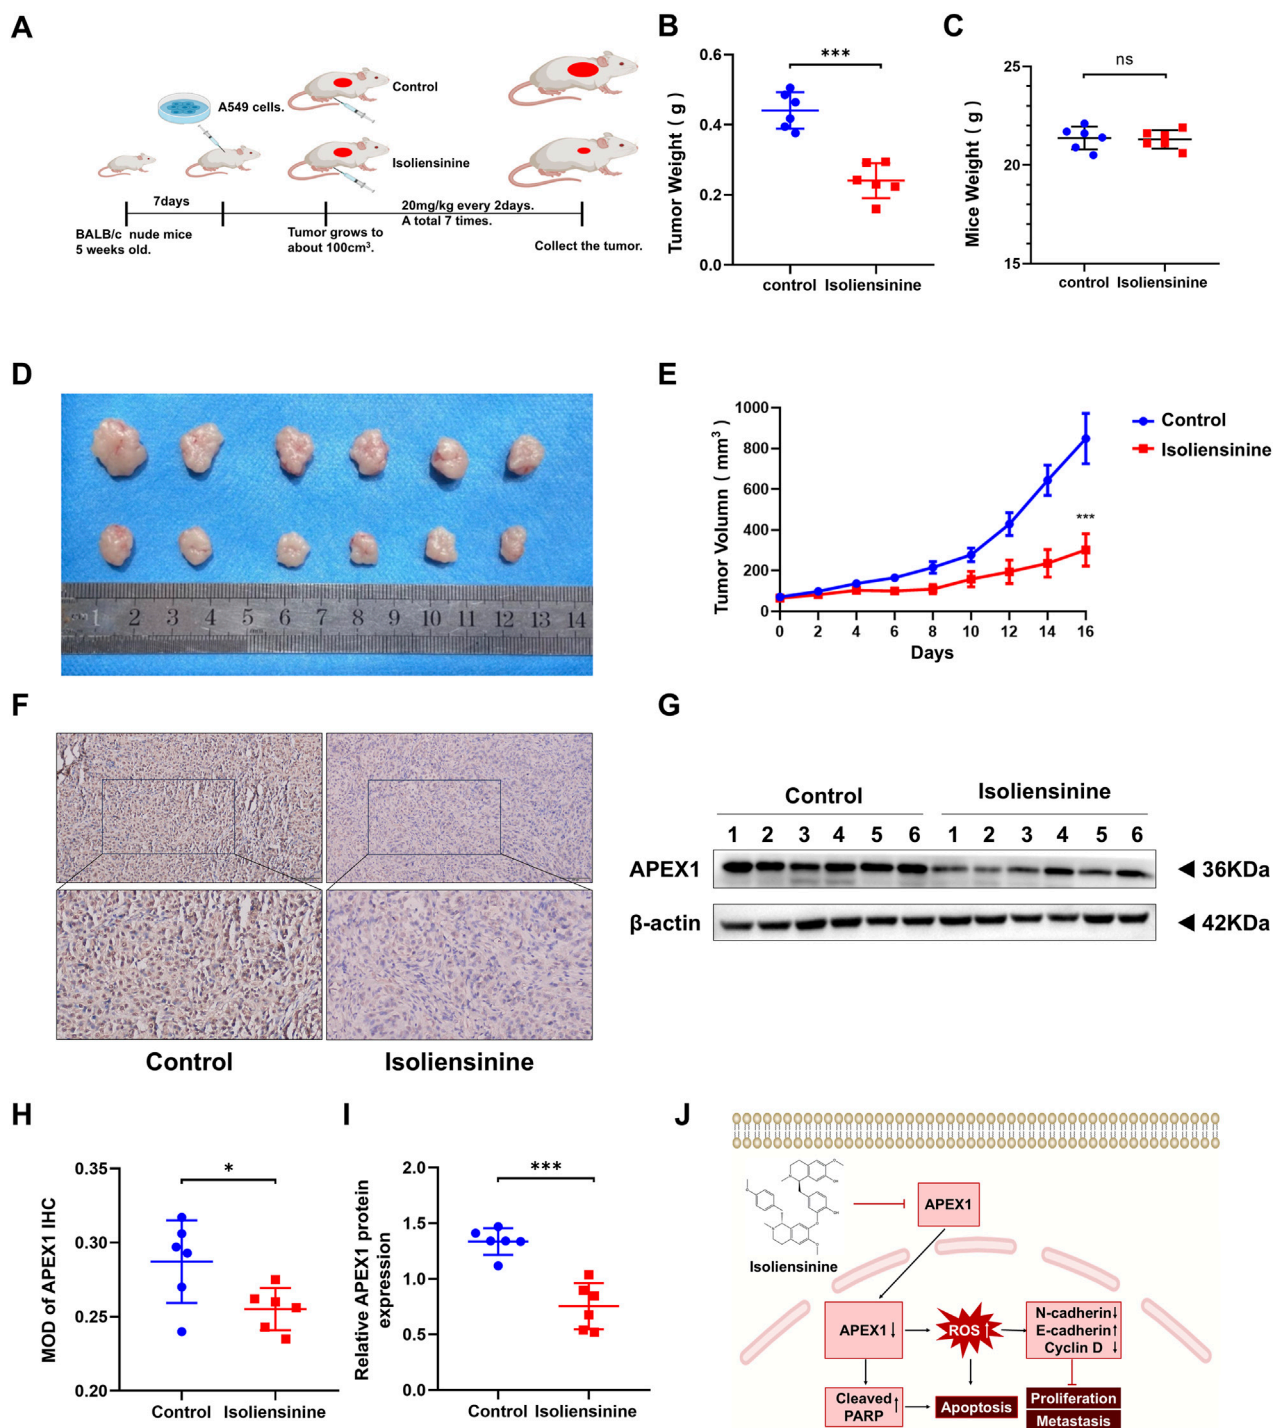 A
A549 cells.
Control
Isoliensinine
7days
20mg/kg every 2days.
A total 7 times.
BALB/c nude mice
5 weeks old.
Tumor grows to
about 100cm³.
Collect the tumor.
B
Tumor Weight ( g )
0.6
0.4
0.2
0.0
***
control Isoliensinine
C
Mice Weight ( g )
25
20
15
ns
control Isoliensinine
D
1 2 3 4 5 6 7 8 9 10 11 12 13 14
E
Tumor Volumn ( mm³ )
1000
800
600
400
200
0
***
0 2 4 6 8 10 12 14 16
Days
Control
Isoliensinine
F
Control Isoliensinine
G
Control Isoliensinine
1 2 3 4 5 6 1 2 3 4 5 6
APEX1 ◄ 36KDa
β-actin ◄ 42KDa
H
MOD of APEX1 IHC
0.35
0.30
0.25
0.20
*
Control Isoliensinine
I
Relative APEX1 protein
expression
2.0
1.5
1.0
0.5
0.0
***
Control Isoliensinine
J
Isoliensinine
APEX1
APEX1↓
ROS↑
N-cadherin↓
E-cadherin↑
Cyclin D ↓
Cleaved
PARP ↑
Apoptosis
Proliferation
Metastasis